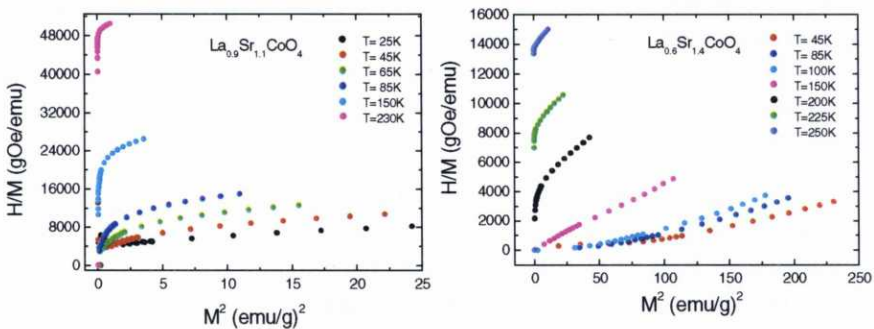 La0.9Sr1.1CoO4
T= 25K
T= 45K
T= 65K
T= 85K
T=150K
T=230K
48000
40000
32000
24000
16000
8000
0
0 5 10 15 20 25
H/M (gOe/emu)
M2 (emu/g)2
La0.6Sr1.4CoO4
T= 45K
T= 85K
T=100K
T=150K
T=200K
T=225K
T=250K
16000
14000
12000
10000
8000
6000
4000
2000
0
0 50 100 150 200 250
H/M (gOe/emu)
M2 (emu/g)2